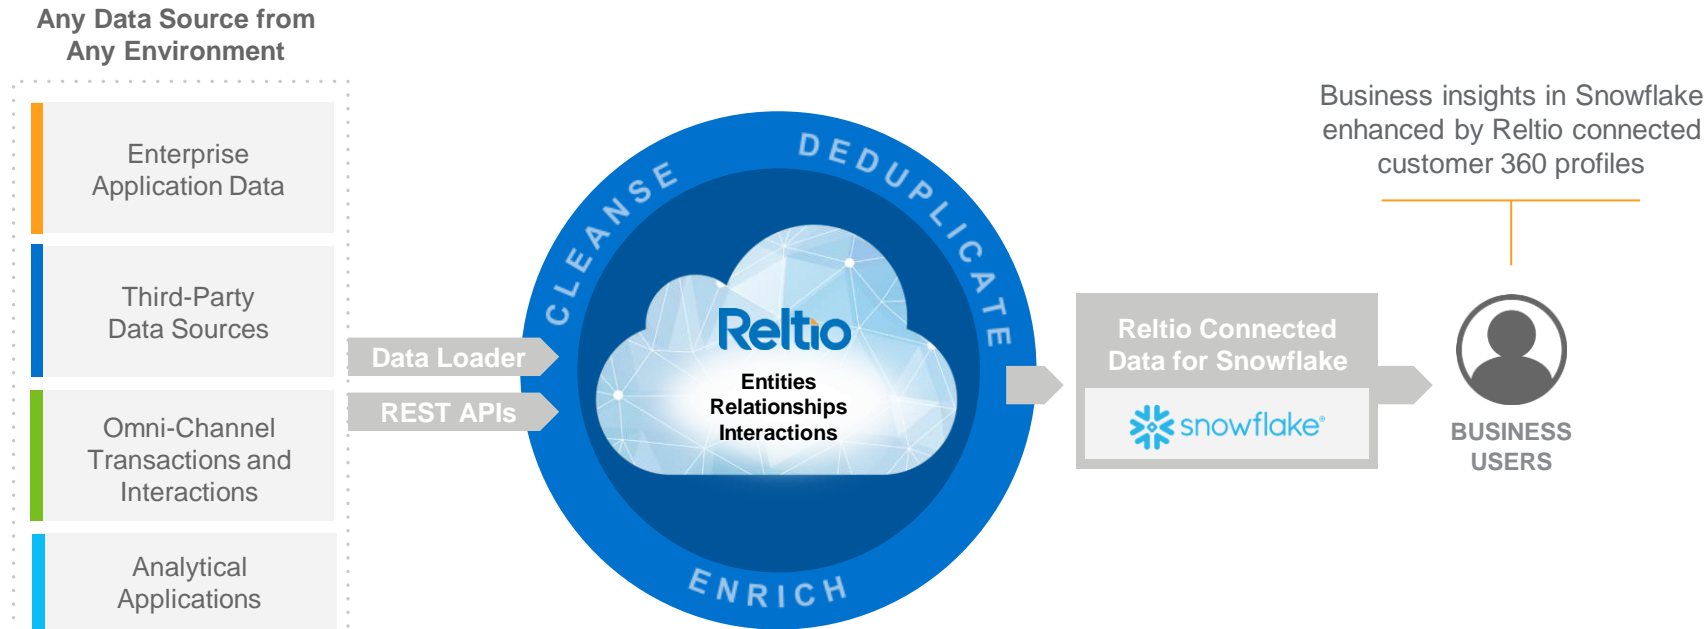 Any Data Source from
Any Environment
Enterprise
Application Data
Third-Party
Data Sources
Omni-Channel
Transactions and
Interactions
Analytical
Applications
Data Loader
REST APIs
CLEANSE
DEDUPLICATE
ENRICH
Reltio
Entities
Relationships
Interactions
Reltio Connected
Data for Snowflake
snowflake®
Business insights in Snowflake
enhanced by Reltio connected
customer 360 profiles
BUSINESS
USERS